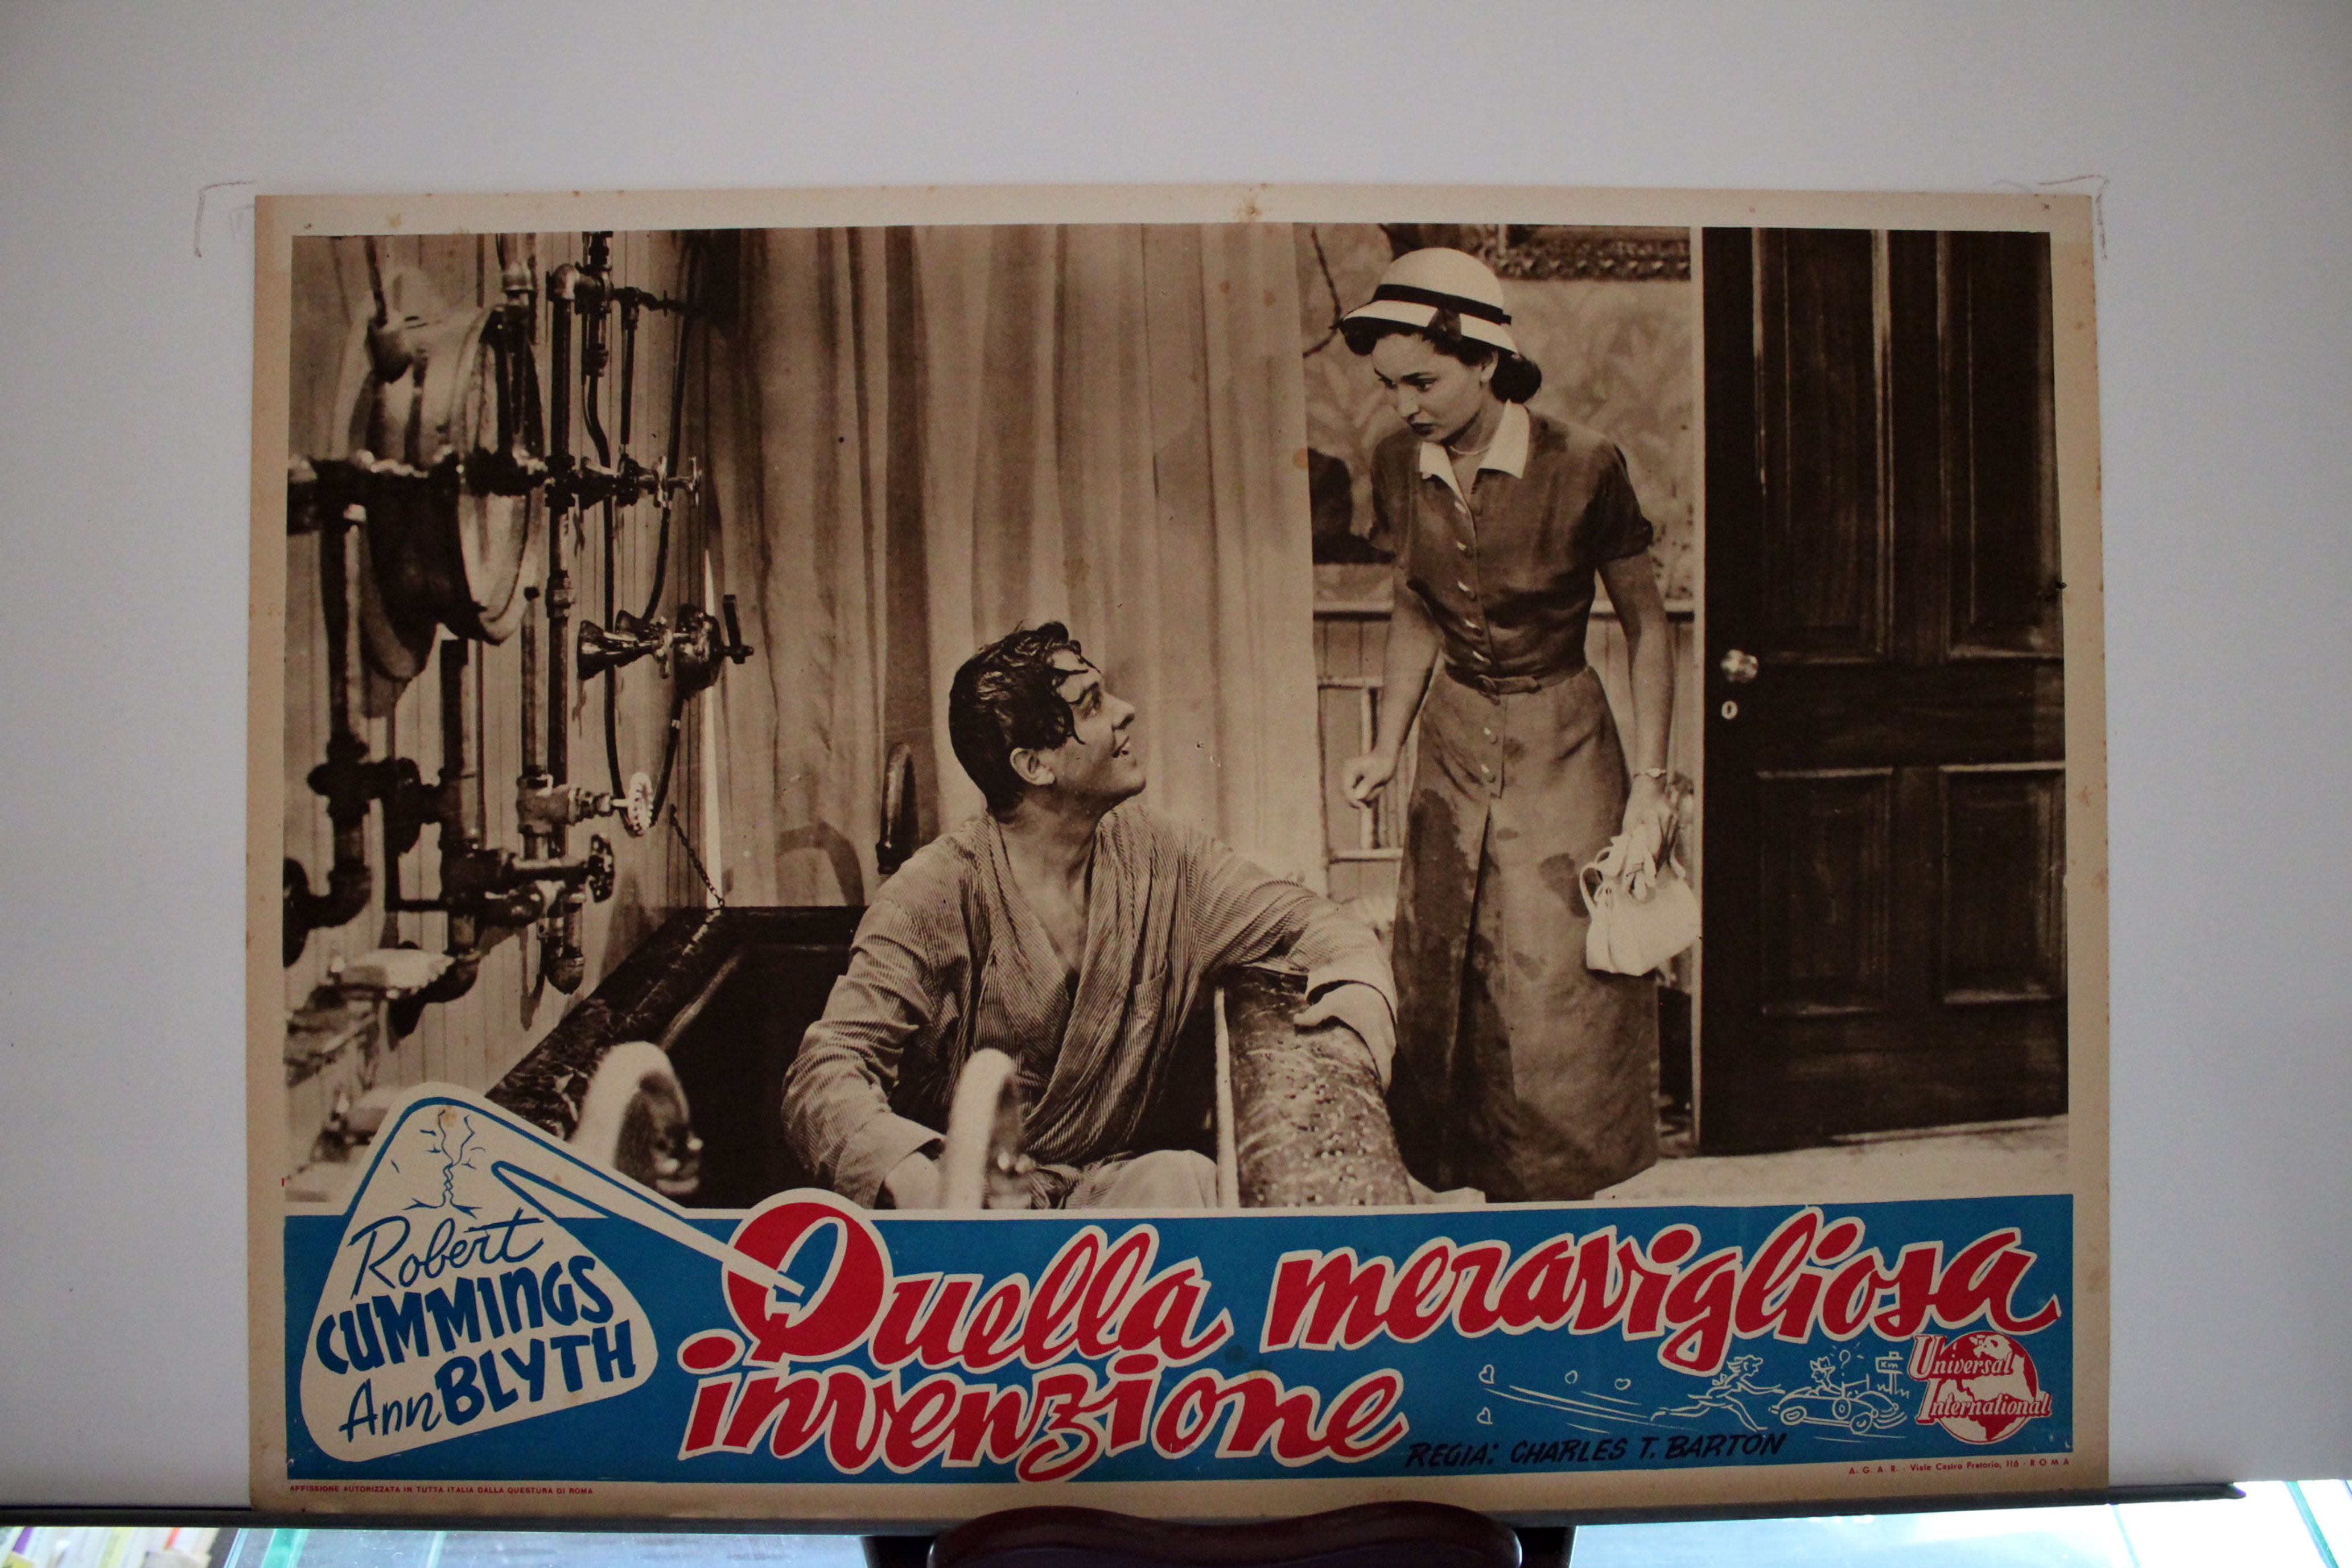 Robert
CUMMINGS
Ann BLYTH
Quella meravigliosa
invenzione
Km
Universal
International
REGIA: CHARLES T. BARTON
A. G. A. R. - Viale Castro Pretorio, 116 - ROMA
AFFISSIONE AUTORIZZATA IN TUTTA ITALIA DALLA QUESTURA DI ROMA